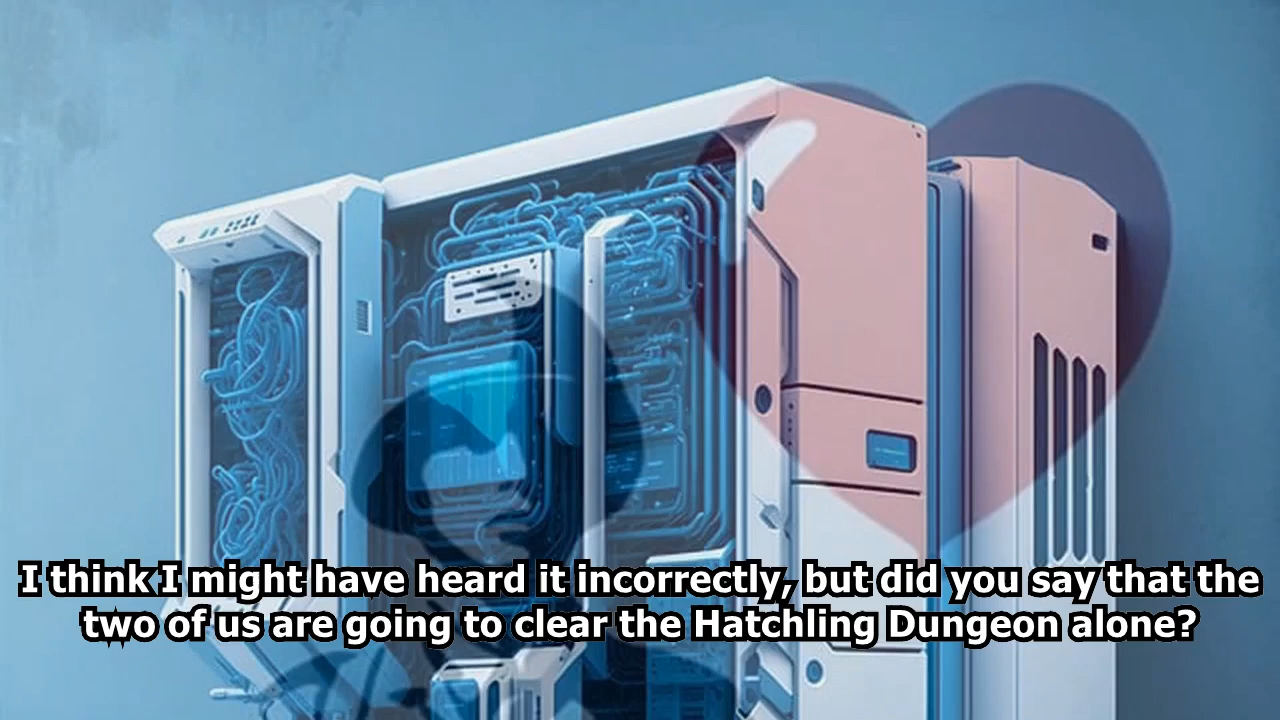 I think I might have heard it incorrectly, but did you say that the
two of us are going to clear the Hatchling Dungeon alone?